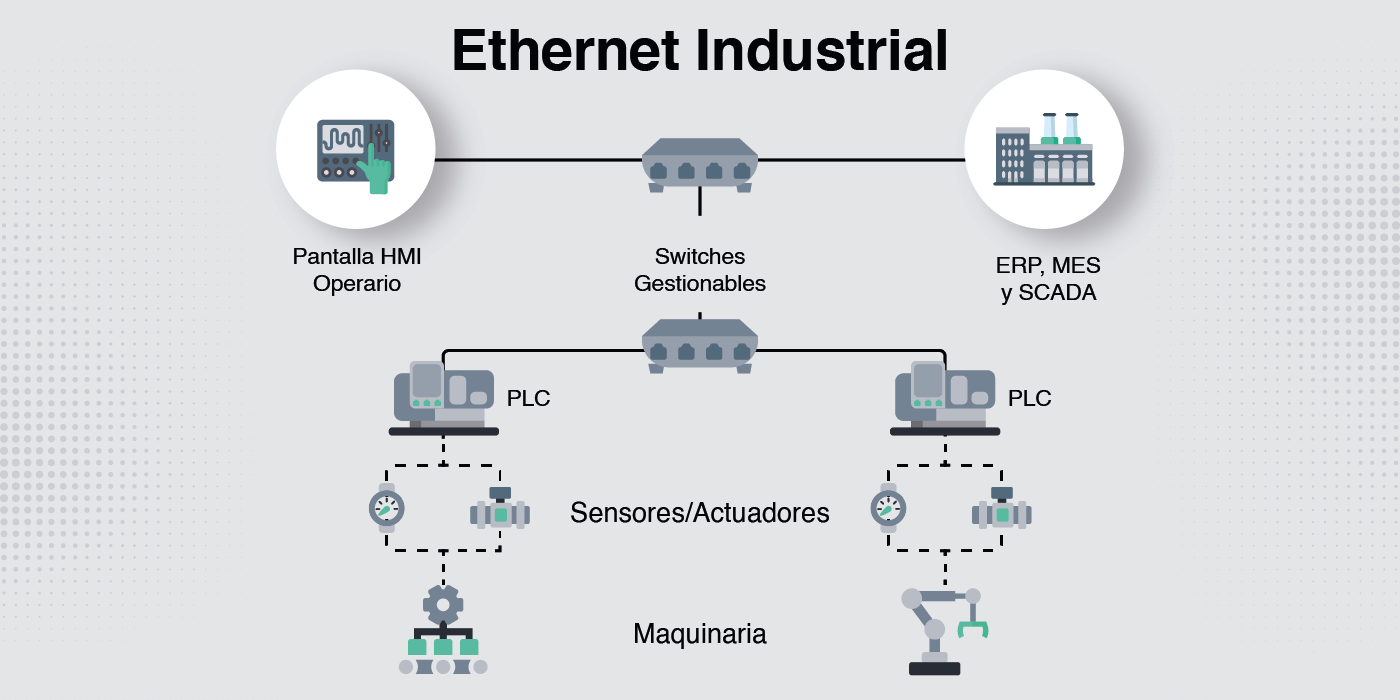 Ethernet Industrial
Pantalla HMI
Operario
Switches
Gestionables
ERP, MES
y SCADA
PLC
PLC
Sensores/Actuadores
Maquinaria